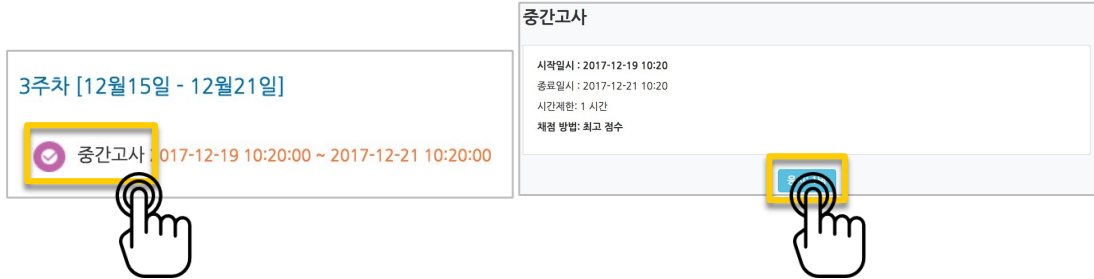 3주차 [12월15일 - 12월21일]
중간고사 2017-12-19 10:20:00 ~ 2017-12-21 10:20:00
중간고사
시작일시 : 2017-12-19 10:20
종료일시 : 2017-12-21 10:20
시간제한: 1 시간
채점 방법: 최고 점수